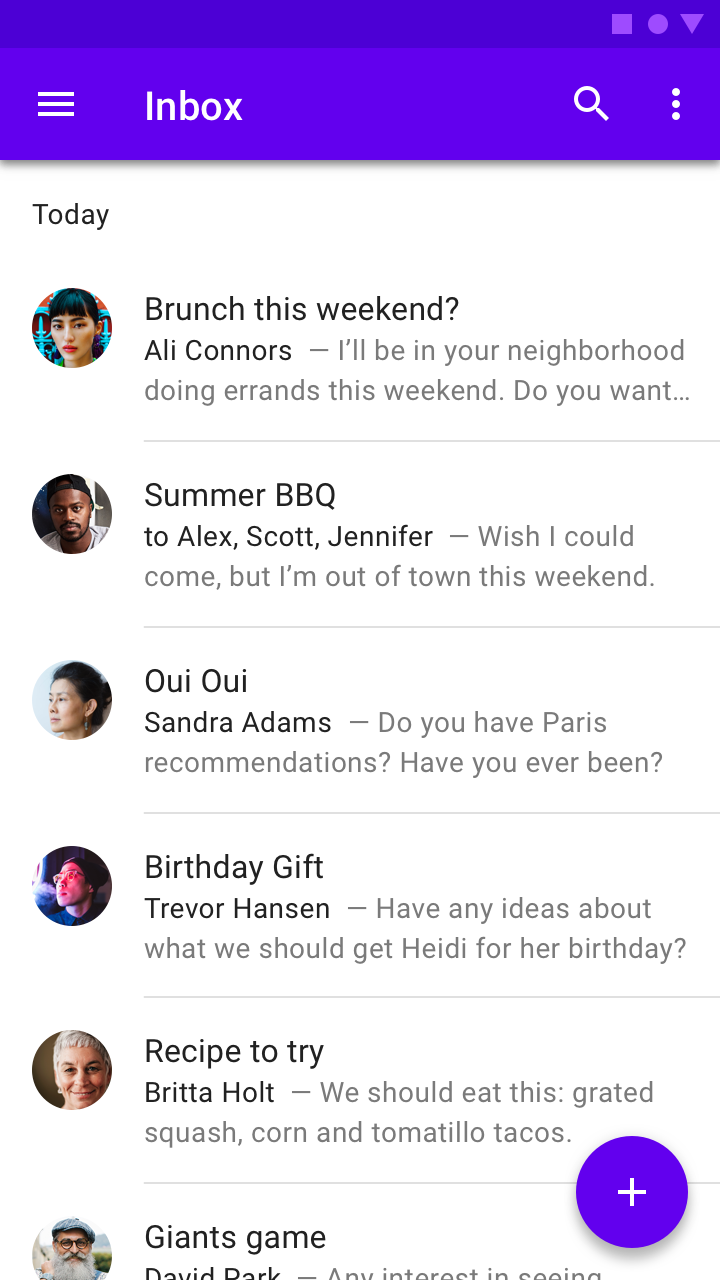 Inbox
Today
Brunch this weekend?
Ali Connors — I’ll be in your neighborhood
doing errands this weekend. Do you want…
Summer BBQ
to Alex, Scott, Jennifer — Wish I could
come, but I’m out of town this weekend.
Oui Oui
Sandra Adams — Do you have Paris
recommendations? Have you ever been?
Birthday Gift
Trevor Hansen — Have any ideas about
what we should get Heidi for her birthday?
Recipe to try
Britta Holt — We should eat this: grated
squash, corn and tomatillo tacos.
Giants game
David Park — Any interest in seeing